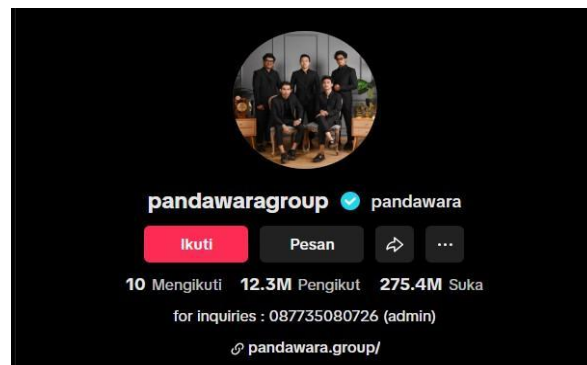 pandawaragroup pandawara
Ikuti Pesan
10 Mengikuti 12.3M Pengikut 275.4M Suka
for inquiries : 087735080726 (admin)
pandawara.group/